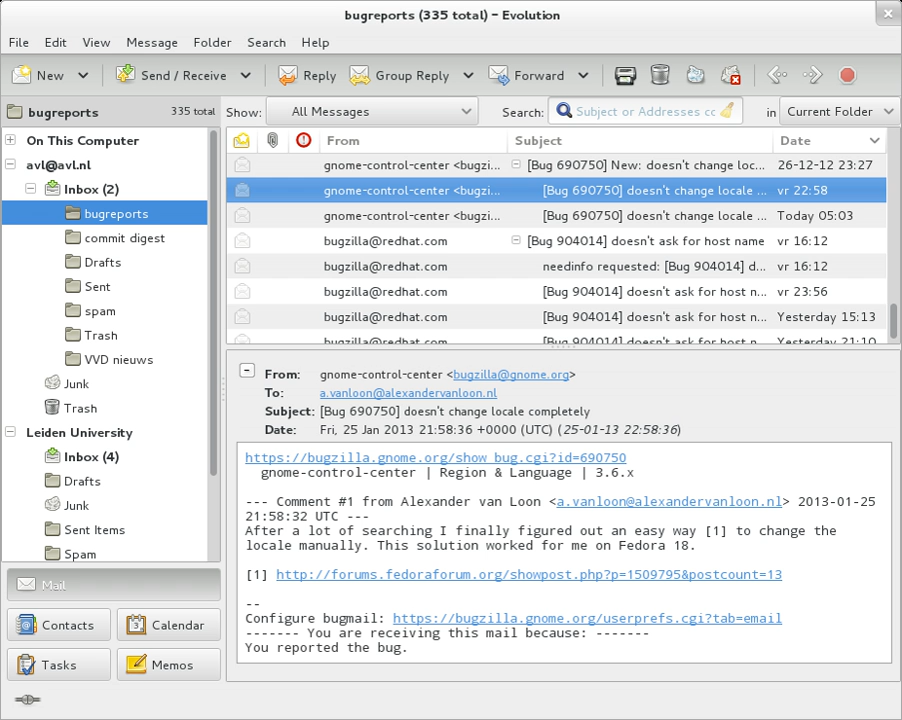 bugreports (335 total) – Evolution
File Edit View Message Folder Search Help
New Send / Receive Reply Group Reply Forward
bugreports 335 total
Show: All Messages Search: Subject or Addresses cc in Current Folder
On This Computer
avl@avl.nl
Inbox (2)
bugreports
commit digest
Drafts
Sent
spam
Trash
VVD nieuws
Junk
Trash
Leiden University
Inbox (4)
Drafts
Junk
Sent Items
Spam
Mail
Contacts Calendar
Tasks Memos
From Subject Date
gnome-control-center <bugzi... [Bug 690750] New: doesn't change loc... 26-12-12 23:27
gnome-control-center <bugzi... [Bug 690750] doesn't change locale ... vr 22:58
gnome-control-center <bugzi... [Bug 690750] doesn't change locale ... Today 05:03
bugzilla@redhat.com [Bug 904014] doesn't ask for host name vr 16:12
bugzilla@redhat.com needinfo requested: [Bug 904014] d... vr 16:12
bugzilla@redhat.com [Bug 904014] doesn't ask for host n... vr 23:56
bugzilla@redhat.com [Bug 904014] doesn't ask for host n... Yesterday 15:13
bugzilla@redhat.com [Bug 904014] doesn't ask for host n... Yesterday 21:10
From: gnome-control-center <bugzilla@gnome.org>
To: a.vanloon@alexandervanloon.nl
Subject: [Bug 690750] doesn't change locale completely
Date: Fri, 25 Jan 2013 21:58:36 +0000 (UTC) (25-01-13 22:58:36)
https://bugzilla.gnome.org/show_bug.cgi?id=690750
gnome-control-center | Region & Language | 3.6.x
--- Comment #1 from Alexander van Loon <a.vanloon@alexandervanloon.nl> 2013-01-25
21:58:32 UTC ---
After a lot of searching I finally figured out an easy way [1] to change the
locale manually. This solution worked for me on Fedora 18.
[1] http://forums.fedoraforum.org/showpost.php?p=1509795&postcount=13
--
Configure bugmail: https://bugzilla.gnome.org/userprefs.cgi?tab=email
------- You are receiving this mail because: -------
You reported the bug.